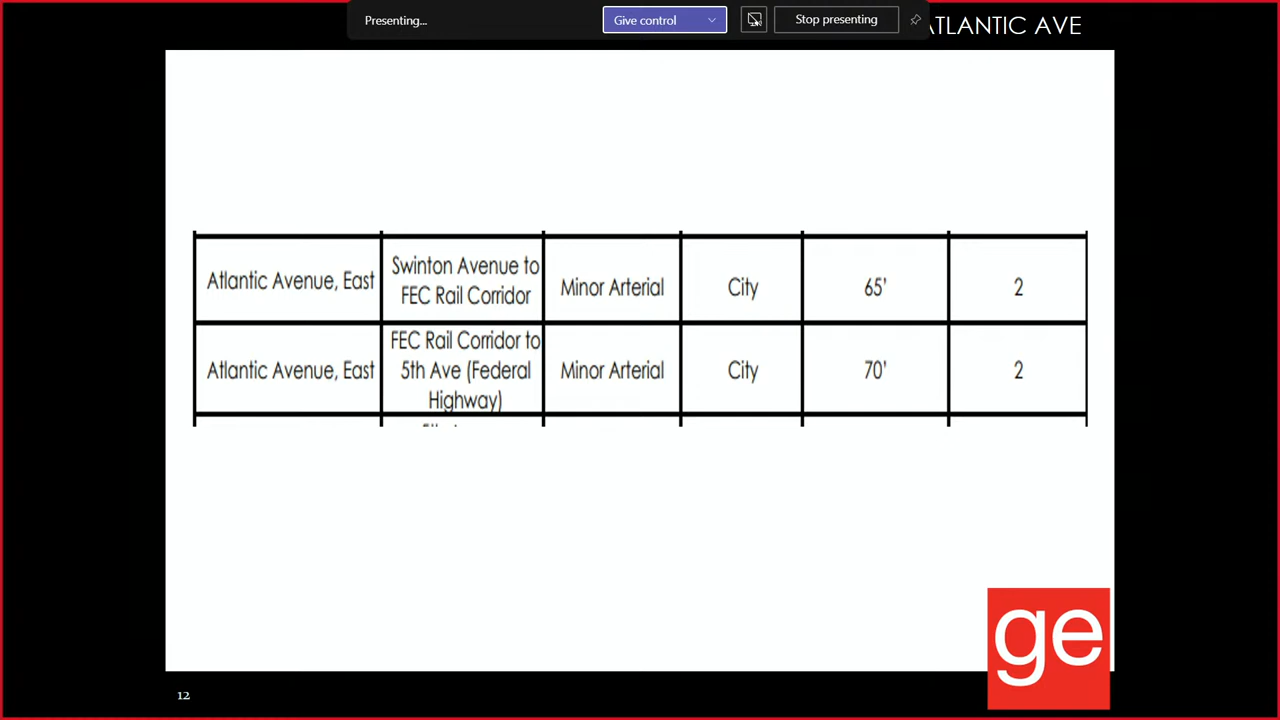 Presenting...
Give control
Stop presenting
ATLANTIC AVE
Atlantic Avenue, East
Swinton Avenue to
FEC Rail Corridor
Minor Arterial
City
65'
2
Atlantic Avenue, East
FEC Rail Corridor to
5th Ave (Federal
Highway)
Minor Arterial
City
70'
2
ge
12